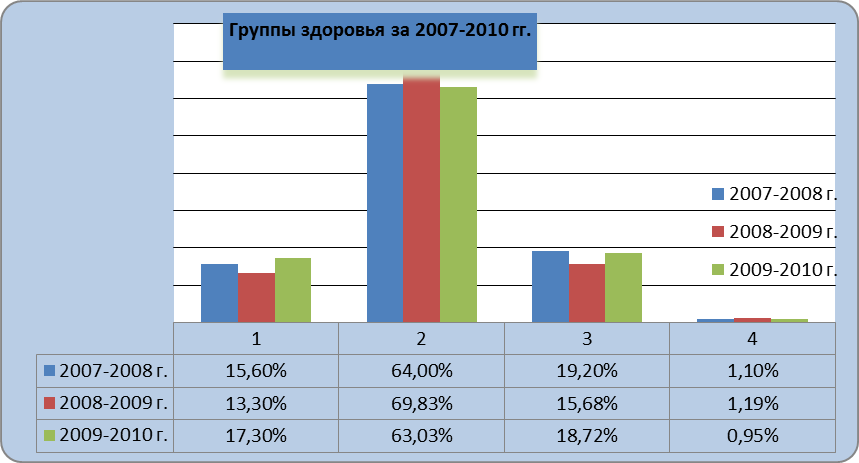 Группы здоровья за 2007-2010 гг.
2007-2008 г.
2008-2009 г.
2009-2010 г.
1 2 3 4
2007-2008 г. 15,60% 64,00% 19,20% 1,10%
2008-2009 г. 13,30% 69,83% 15,68% 1,19%
2009-2010 г. 17,30% 63,03% 18,72% 0,95%